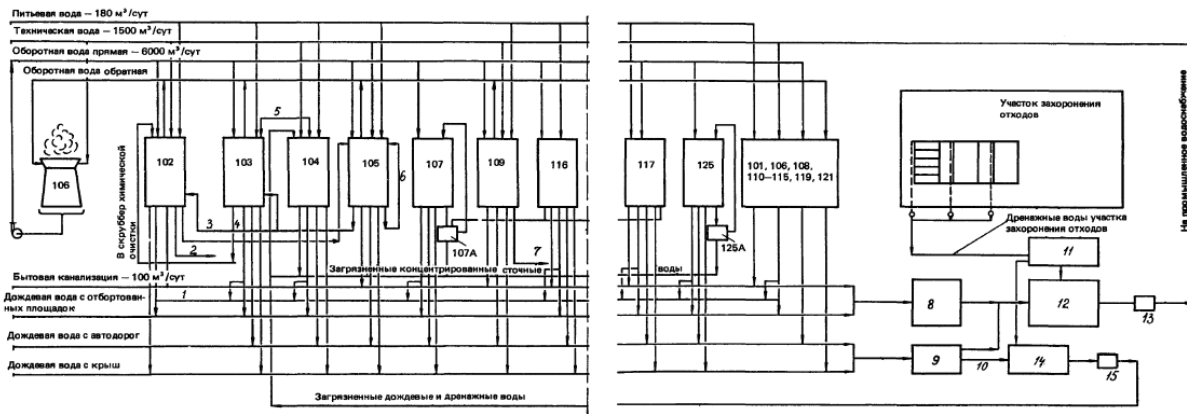 Питьевая вода – 180 м³/сут
Техническая вода – 1500 м³/сут
Оборотная вода прямая – 6000 м³/сут
Оборотная вода обратная
На промышленное водоснабжение
Участок захоронения
отходов
5
106
В скруббер химической
очистки
102
103
104
105
107
109
116
117
125
101, 106, 108,
110–115, 119, 121
6
3
4
2
107А
7
125А
Дренажные воды участка
захоронения отходов
11
Загрязненные концентрированные сточные
воды
Бытовая канализация – 100 м³/сут
Дождевая вода с отбортован-
ных площадок
1
8
12
13
Дождевая вода с автодорог
9
10
14
15
Дождевая вода с крыш
Загрязненные дождевые и дренажные воды